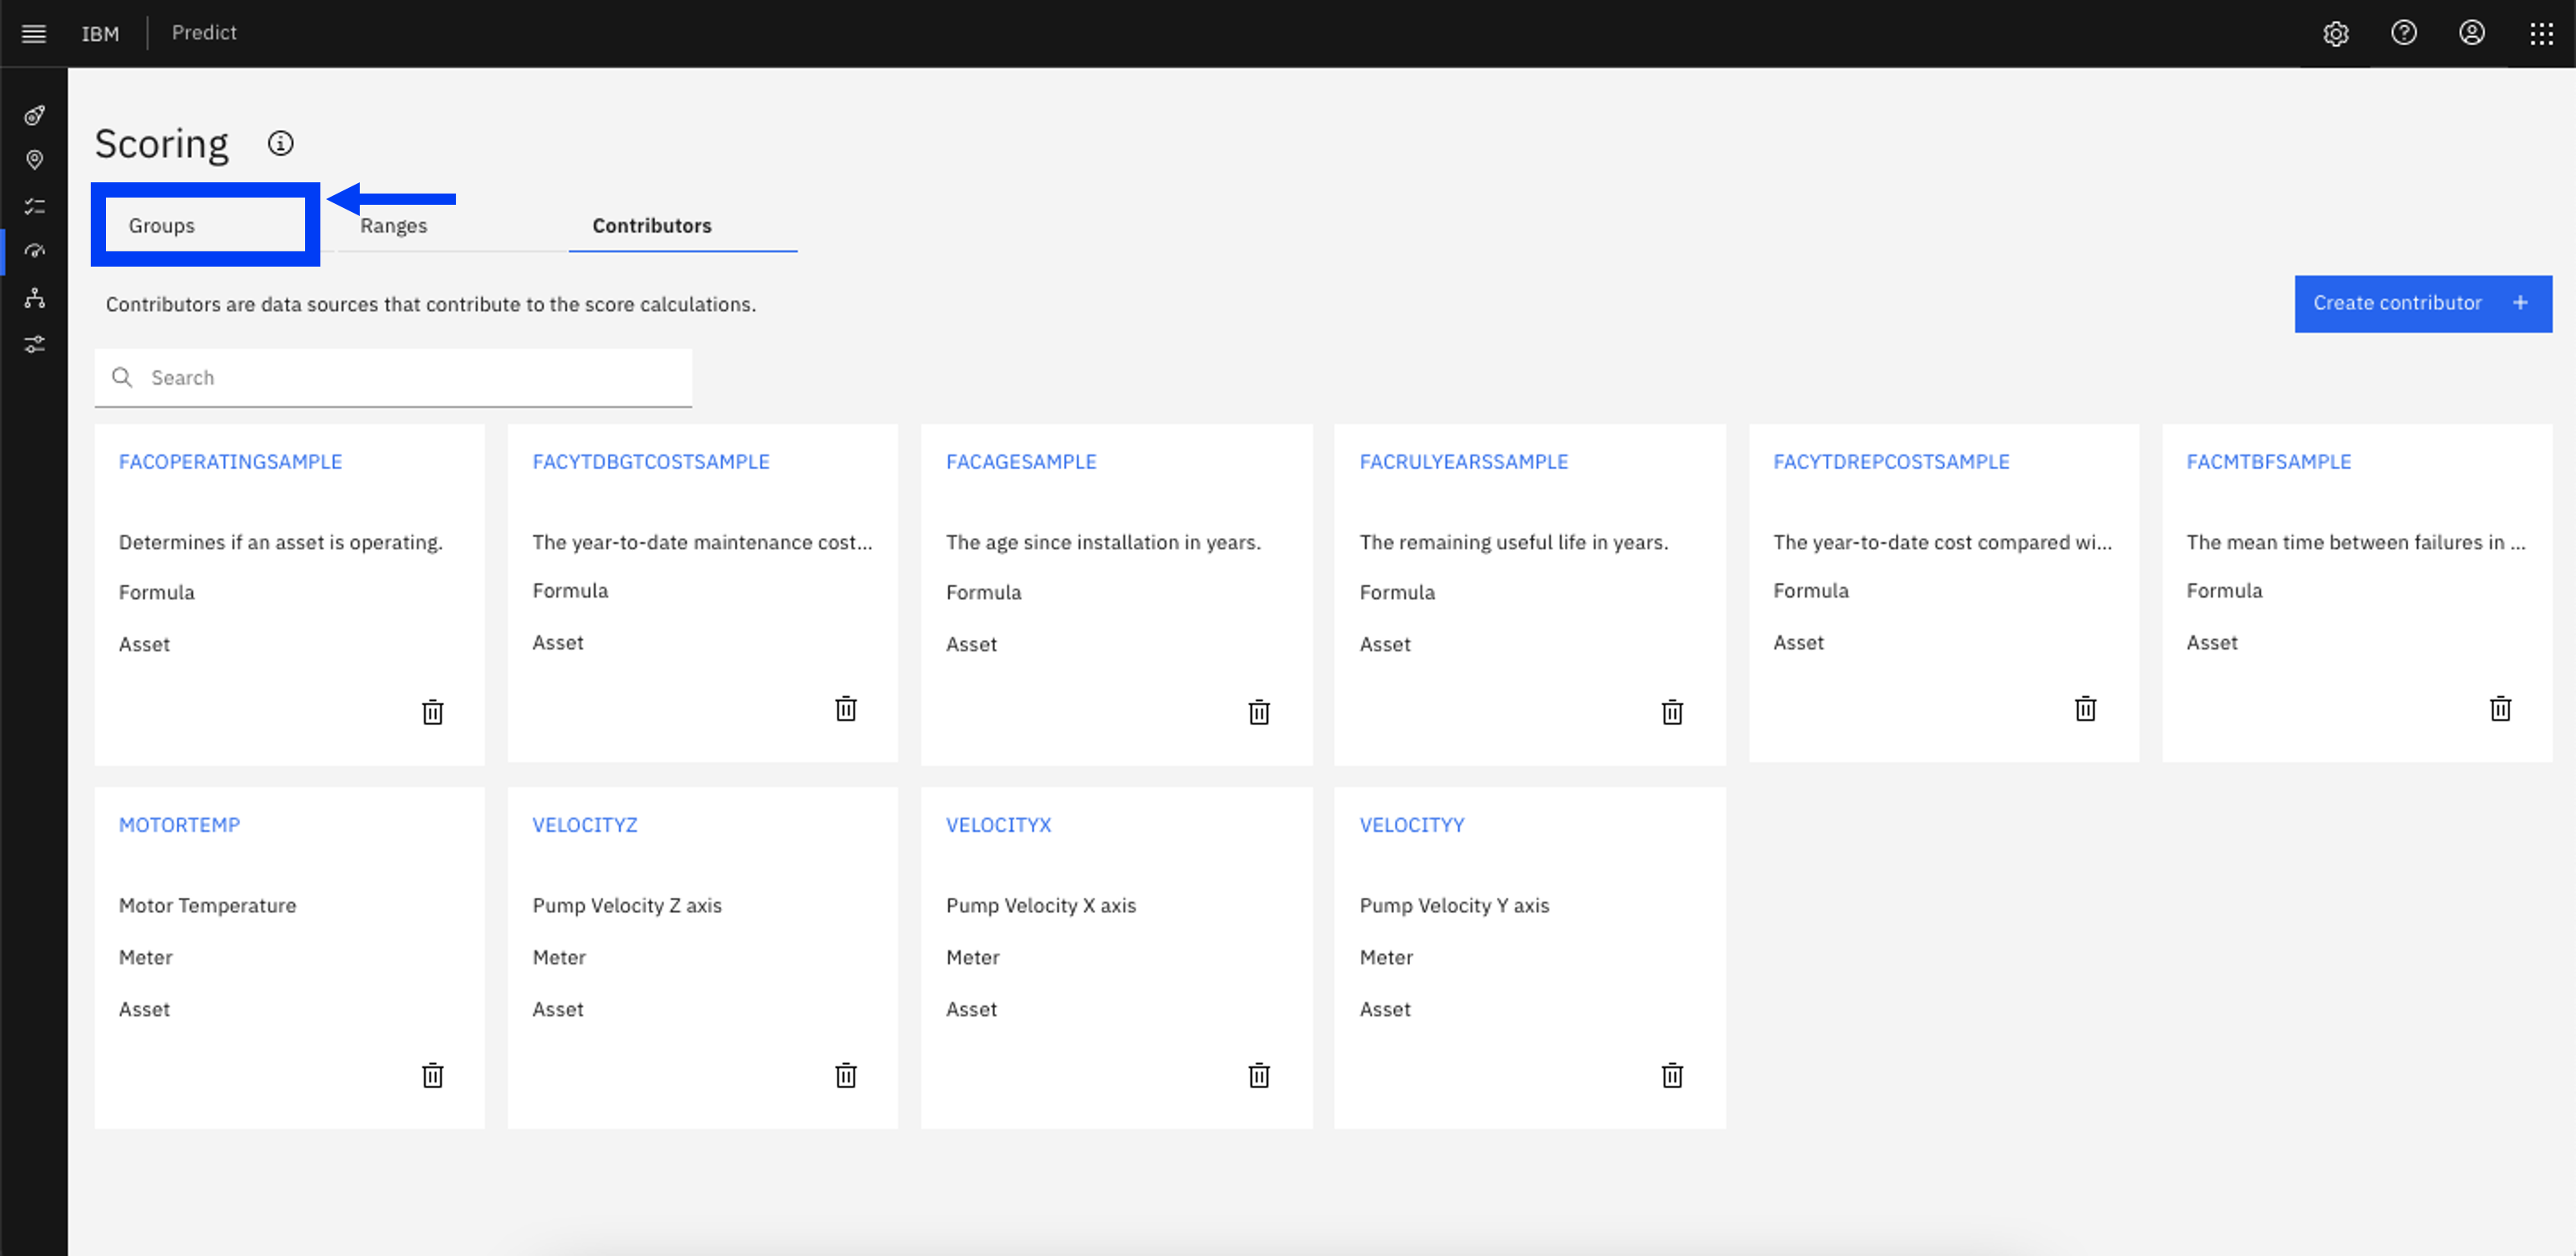 IBM Predict
Scoring
Groups Ranges Contributors
Contributors are data sources that contribute to the score calculations.
Create contributor +
Search
FACOPERATINGSAMPLE
Determines if an asset is operating.
Formula
Asset
FACYTDBGTCOSTSAMPLE
The year-to-date maintenance cost...
Formula
Asset
FACAGESAMPLE
The age since installation in years.
Formula
Asset
FACRULYEARSSAMPLE
The remaining useful life in years.
Formula
Asset
FACYTDREPCOSTSAMPLE
The year-to-date cost compared wi...
Formula
Asset
FACMTBFSAMPLE
The mean time between failures in ...
Formula
Asset
MOTORTEMP
Motor Temperature
Meter
Asset
VELOCITYZ
Pump Velocity Z axis
Meter
Asset
VELOCITYX
Pump Velocity X axis
Meter
Asset
VELOCITYY
Pump Velocity Y axis
Meter
Asset